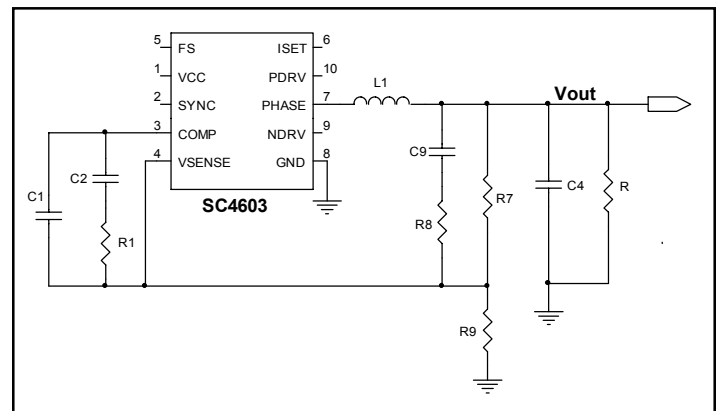 5 FS ISET 6
1 VCC PDRV 10
2 SYNC PHASE 7
3 COMP NDRV 9
4 VSENSE GND 8
SC4603
L1
Vout
C1
C2
R1
C9
R8
R7
C4
R
R9